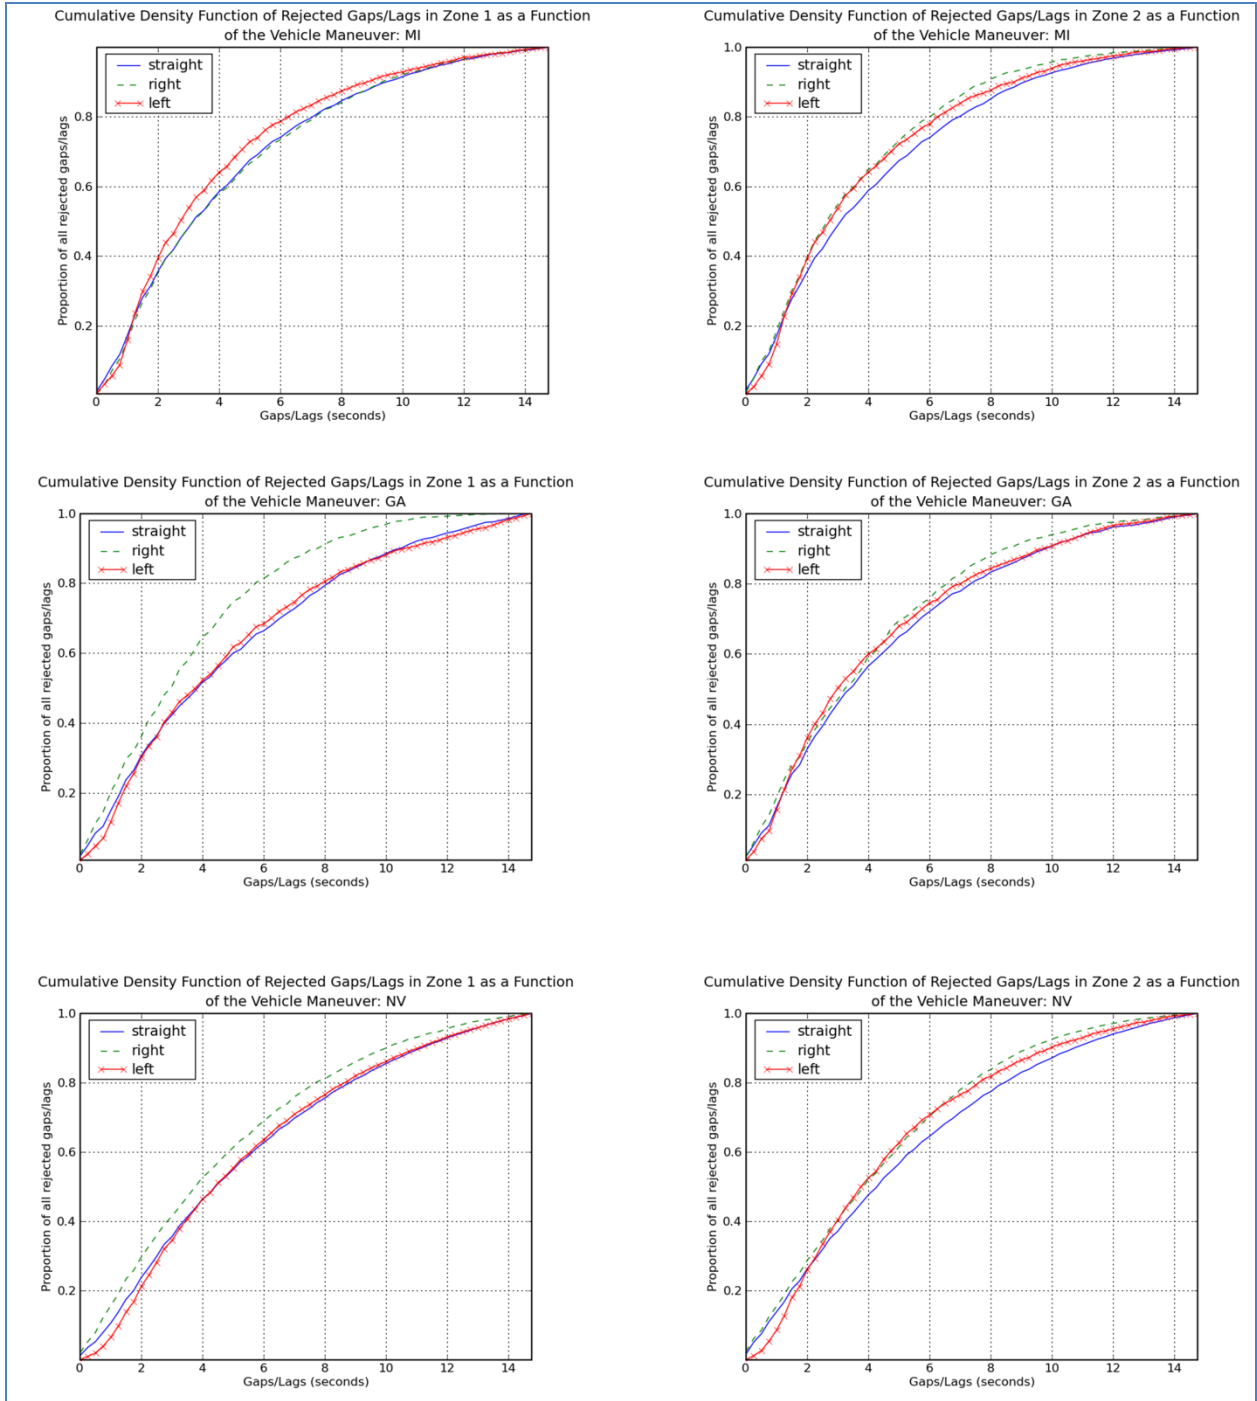 Cumulative Density Function of Rejected Gaps/Lags in Zone 1 as a Function
of the Vehicle Maneuver: MI
1.0
straight
right
left
0.8
0.6
0.4
0.2
Proportion of all rejected gaps/lags
0 2 4 6 8 10 12 14
Gaps/Lags (seconds)
Cumulative Density Function of Rejected Gaps/Lags in Zone 2 as a Function
of the Vehicle Maneuver: MI
1.0
straight
right
left
0.8
0.6
0.4
0.2
Proportion of all rejected gaps/lags
0 2 4 6 8 10 12 14
Gaps/Lags (seconds)
Cumulative Density Function of Rejected Gaps/Lags in Zone 1 as a Function
of the Vehicle Maneuver: GA
1.0
straight
right
left
0.8
0.6
0.4
0.2
Proportion of all rejected gaps/lags
0 2 4 6 8 10 12 14
Gaps/Lags (seconds)
Cumulative Density Function of Rejected Gaps/Lags in Zone 2 as a Function
of the Vehicle Maneuver: GA
1.0
straight
right
left
0.8
0.6
0.4
0.2
Proportion of all rejected gaps/lags
0 2 4 6 8 10 12 14
Gaps/Lags (seconds)
Cumulative Density Function of Rejected Gaps/Lags in Zone 1 as a Function
of the Vehicle Maneuver: NV
1.0
straight
right
left
0.8
0.6
0.4
0.2
Proportion of all rejected gaps/lags
0 2 4 6 8 10 12 14
Gaps/Lags (seconds)
Cumulative Density Function of Rejected Gaps/Lags in Zone 2 as a Function
of the Vehicle Maneuver: NV
1.0
straight
right
left
0.8
0.6
0.4
0.2
Proportion of all rejected gaps/lags
0 2 4 6 8 10 12 14
Gaps/Lags (seconds)